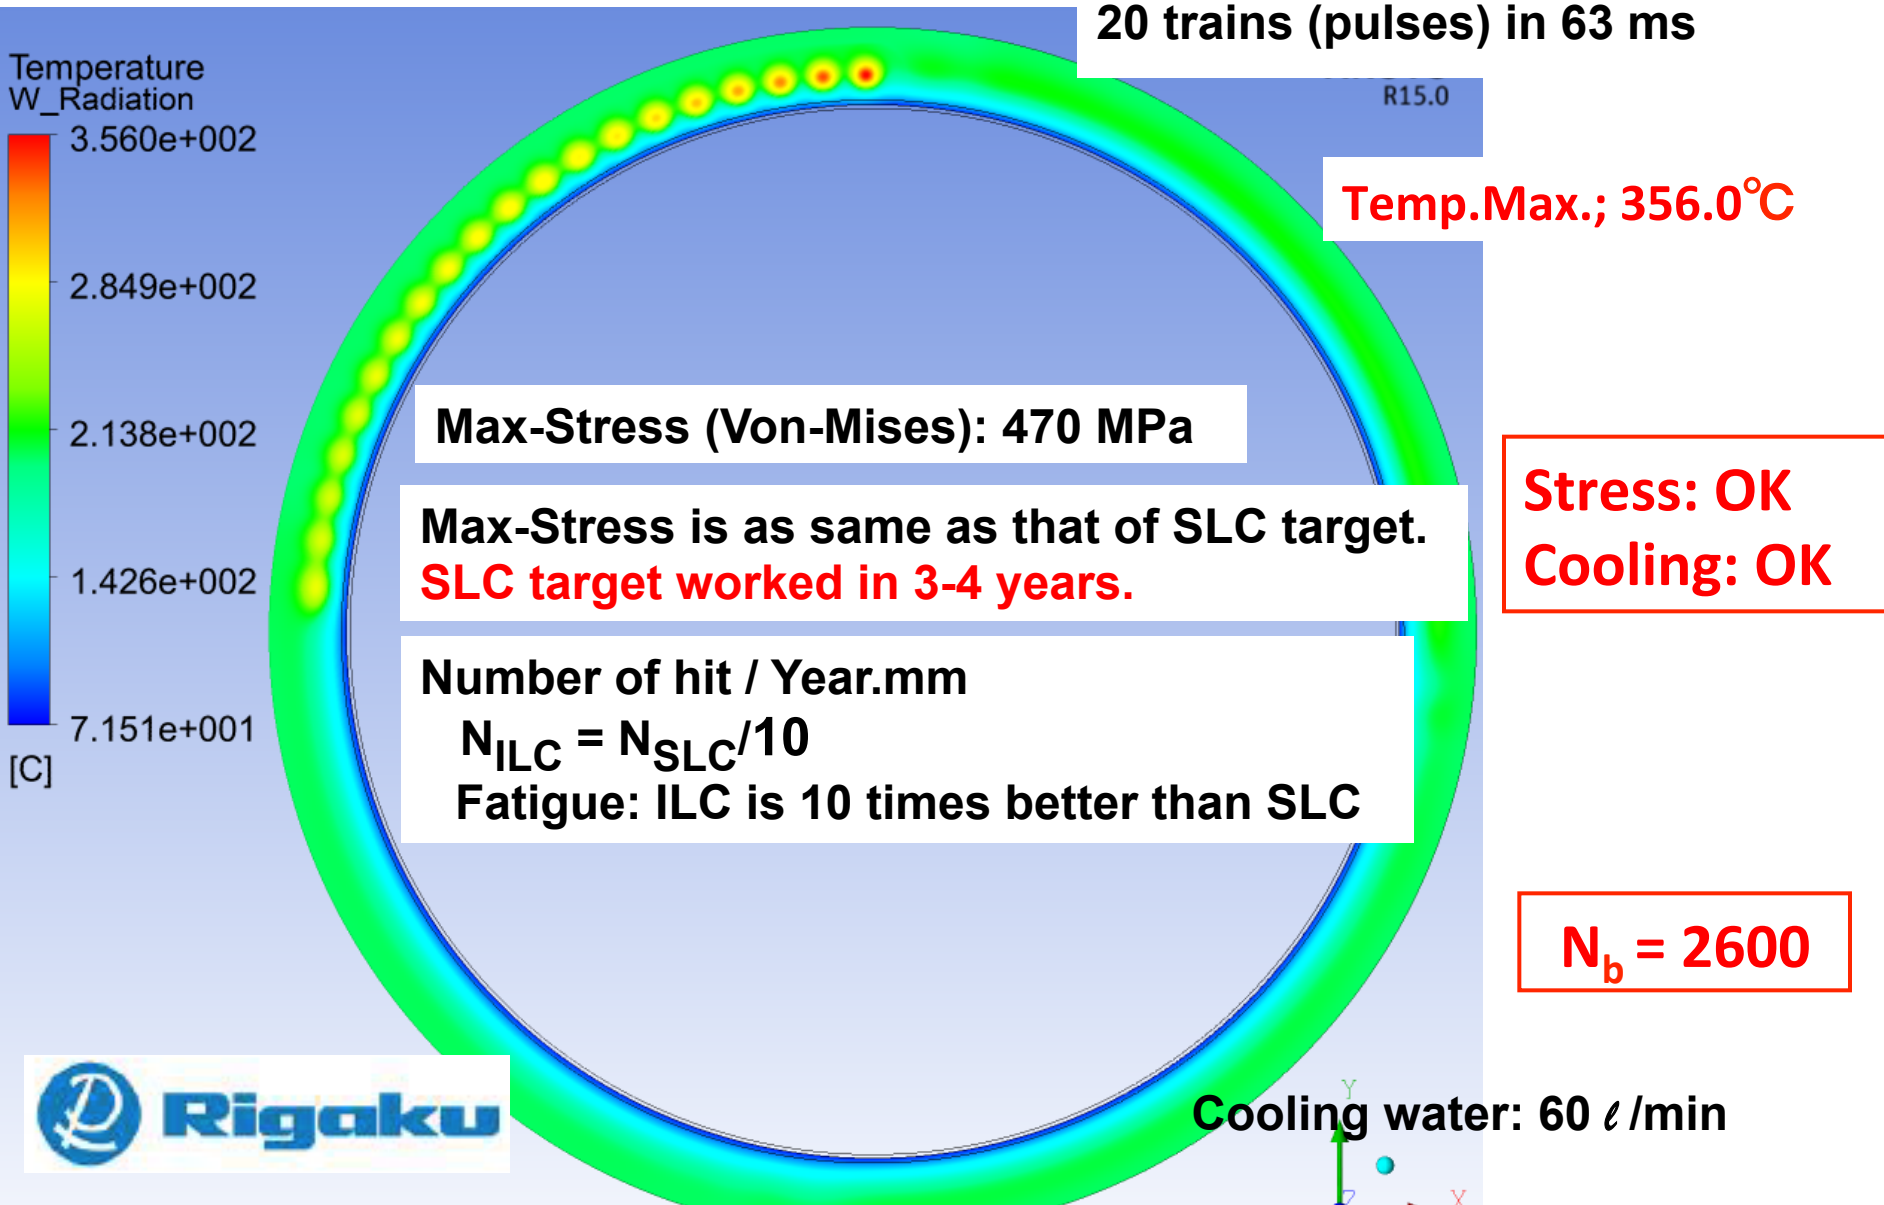 20 trains (pulses) in 63 ms
Temperature
W_Radiation
3.560e+002
2.849e+002
2.138e+002
1.426e+002
7.151e+001
[C]
R15.0
Temp.Max.; 356.0℃
Max-Stress (Von-Mises): 470 MPa
Max-Stress is as same as that of SLC target.
SLC target worked in 3-4 years.
Number of hit / Year.mm
N_ILC = N_SLC/10
Fatigue: ILC is 10 times better than SLC
Stress: OK
Cooling: OK
N_b = 2600
Rigaku
Cooling water: 60 ℓ /min
Y
Z
X